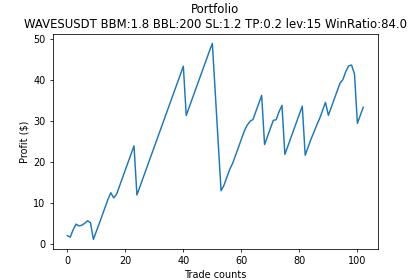 Portfolio
WAVESUSDT BBM:1.8 BBL:200 SL:1.2 TP:0.2 lev:15 WinRatio:84.0
50
40
30
20
10
0
Profit ($)
0 20 40 60 80 100
Trade counts